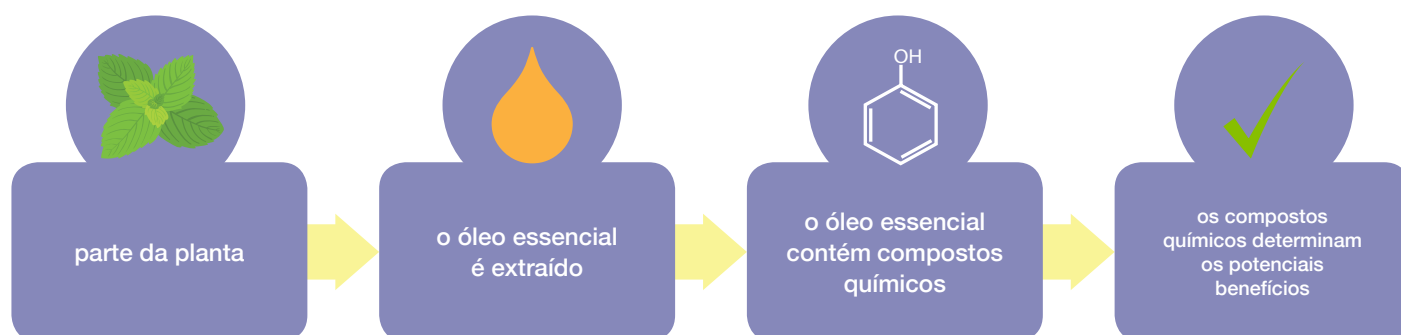 parte da planta
o óleo essencial
é extraído
OH
o óleo essencial
contém compostos
químicos
os compostos
químicos determinam
os potenciais
benefícios